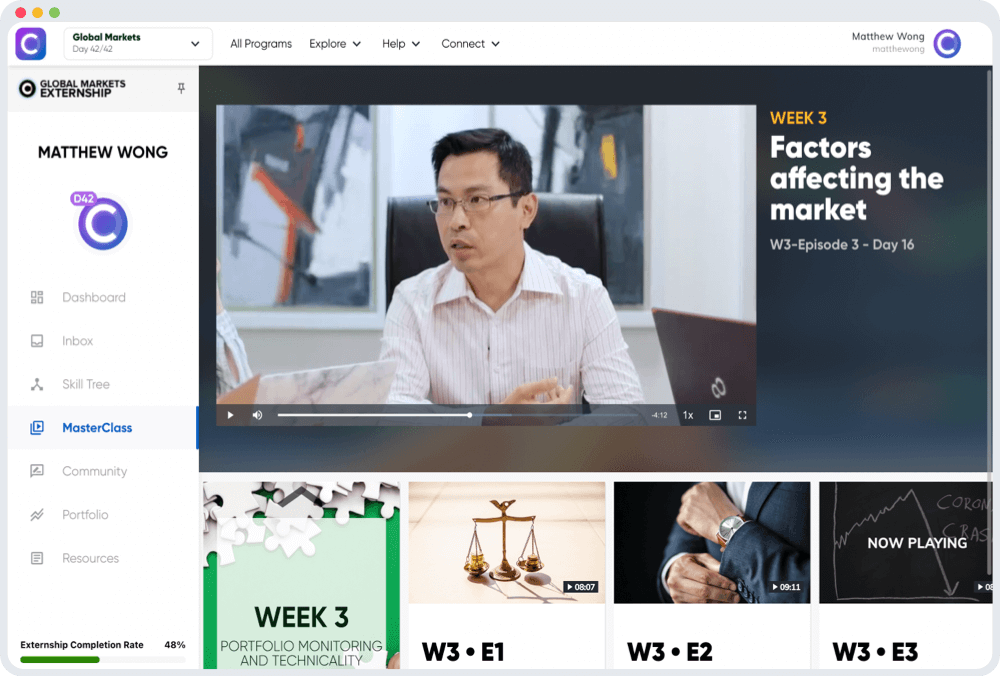 Global Markets
Day 42/42
All Programs
Explore
Help
Connect
Matthew Wong
matthewwong
GLOBAL MARKETS
EXTERNSHIP
MATTHEW WONG
D42
Dashboard
Inbox
Skill Tree
MasterClass
Community
Portfolio
Resources
Externship Completion Rate 48%
WEEK 3
Factors
affecting the
market
W3-Episode 3 - Day 16
-4:12
1x
WEEK 3
PORTFOLIO MONITORING
AND TECHNICALITY
08:07
W3 • E1
09:11
W3 • E2
NOW PLAYING
W3 • E3